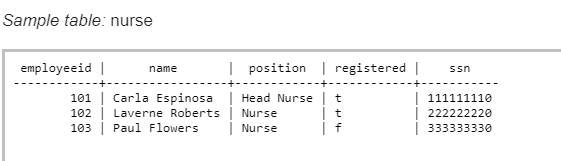 Sample table: nurse
employeeid | name | position | registered | ssn
------------+-----------------+------------+------------+-----------
101 | Carla Espinosa | Head Nurse | t | 111111110
102 | Laverne Roberts | Nurse | t | 222222220
103 | Paul Flowers | Nurse | f | 333333330